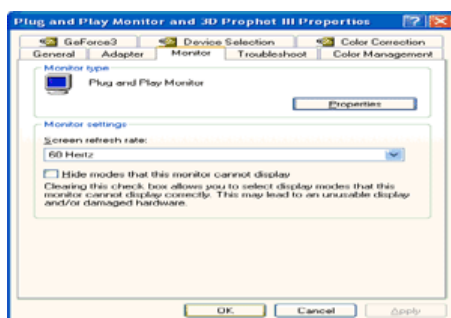 Plug and Play Monitor and 3D Prophet III Properties
GeForce3 Device Selection Color Correction
General Adapter Monitor Troubleshoot Color Management
Monitor type
Plug and Play Monitor
Properties
Monitor settings
Screen refresh rate:
60 Hertz
Hide modes that this monitor cannot display
Clearing this check box allows you to select display modes that this
monitor cannot display correctly. This may lead to an unusable display
and/or damaged hardware.
OK Cancel Apply